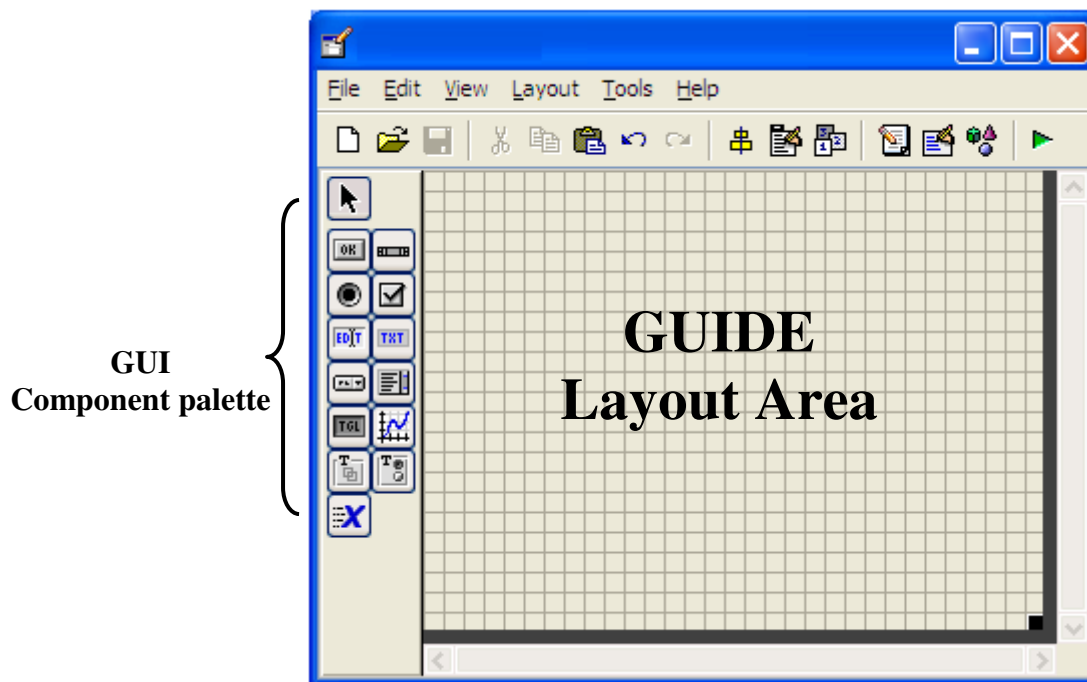 File Edit View Layout Tools Help
OK
EDIT TXT
TGL
T T
X
GUI
Component palette
GUIDE
Layout Area